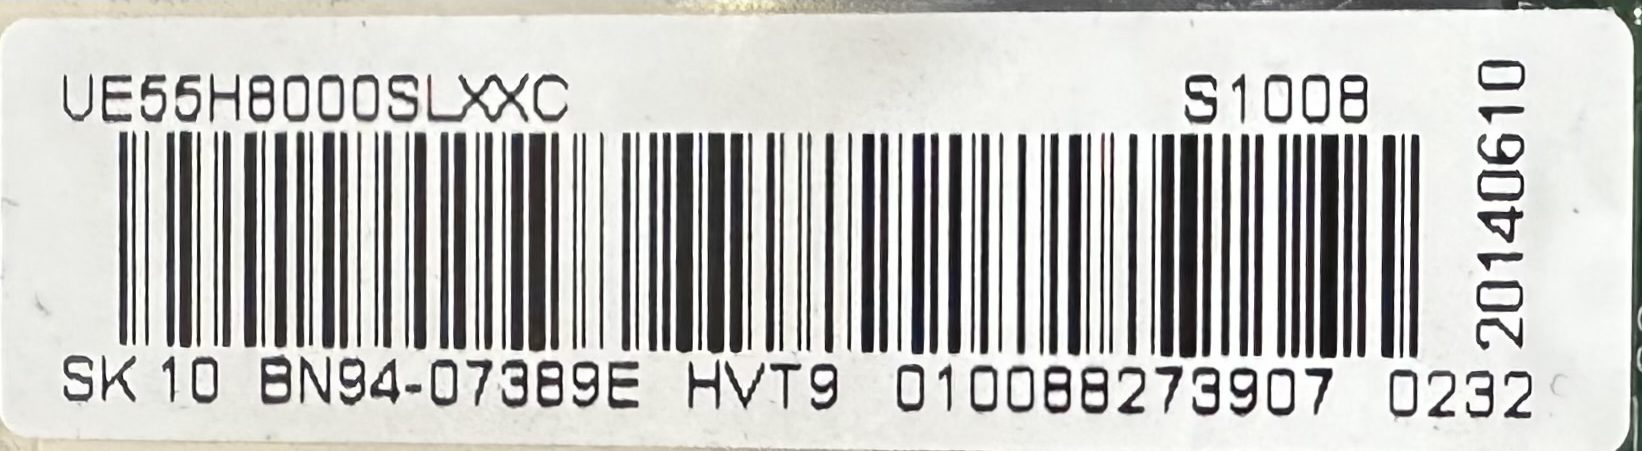 UE55H8000SLXXC S1008
SK 10 BN94-07389E HVT9 010088273907 0232
20140610